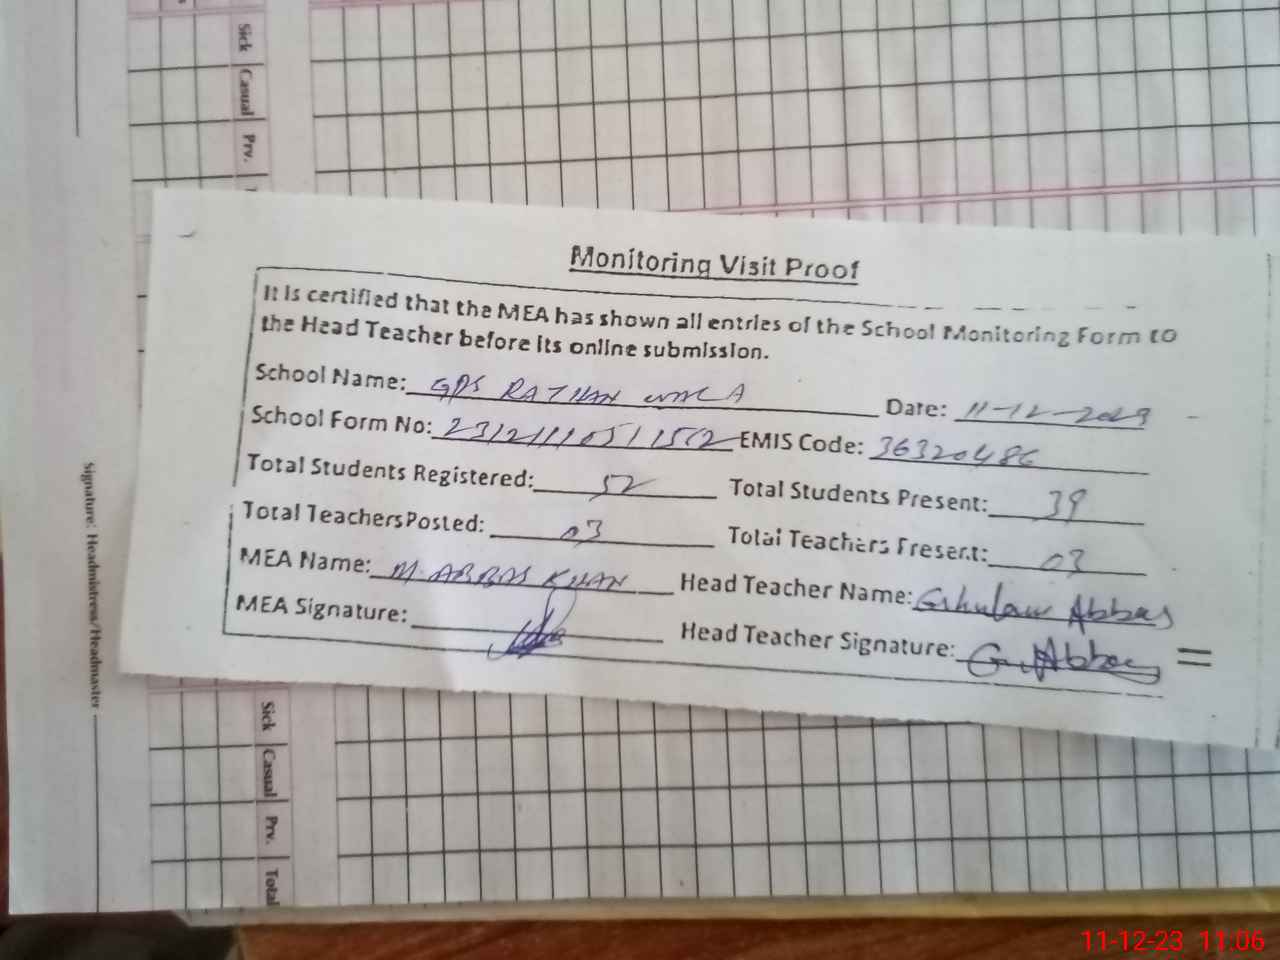 Sick
Casual
Prv.
Monitoring Visit Proof
It is certified that the MEA has shown all entries of the School Monitoring Form to
the Head Teacher before its online submission.
School Name: GPS RATHAN WALA Date: 11-12-2023
School Form No: EMIS Code: 36320486
Total Students Registered: 52 Total Students Present: 39
Total Teachers Posted: 03 Total Teachers Present: 03
MEA Name: M. ABBAS KHAN Head Teacher Name: Ghulam Abbas
MEA Signature: Head Teacher Signature: G. Abbas
Signature: Headmistress/Headmaster
Sick
Casual
Prv.
Total
11-12-23 11:06